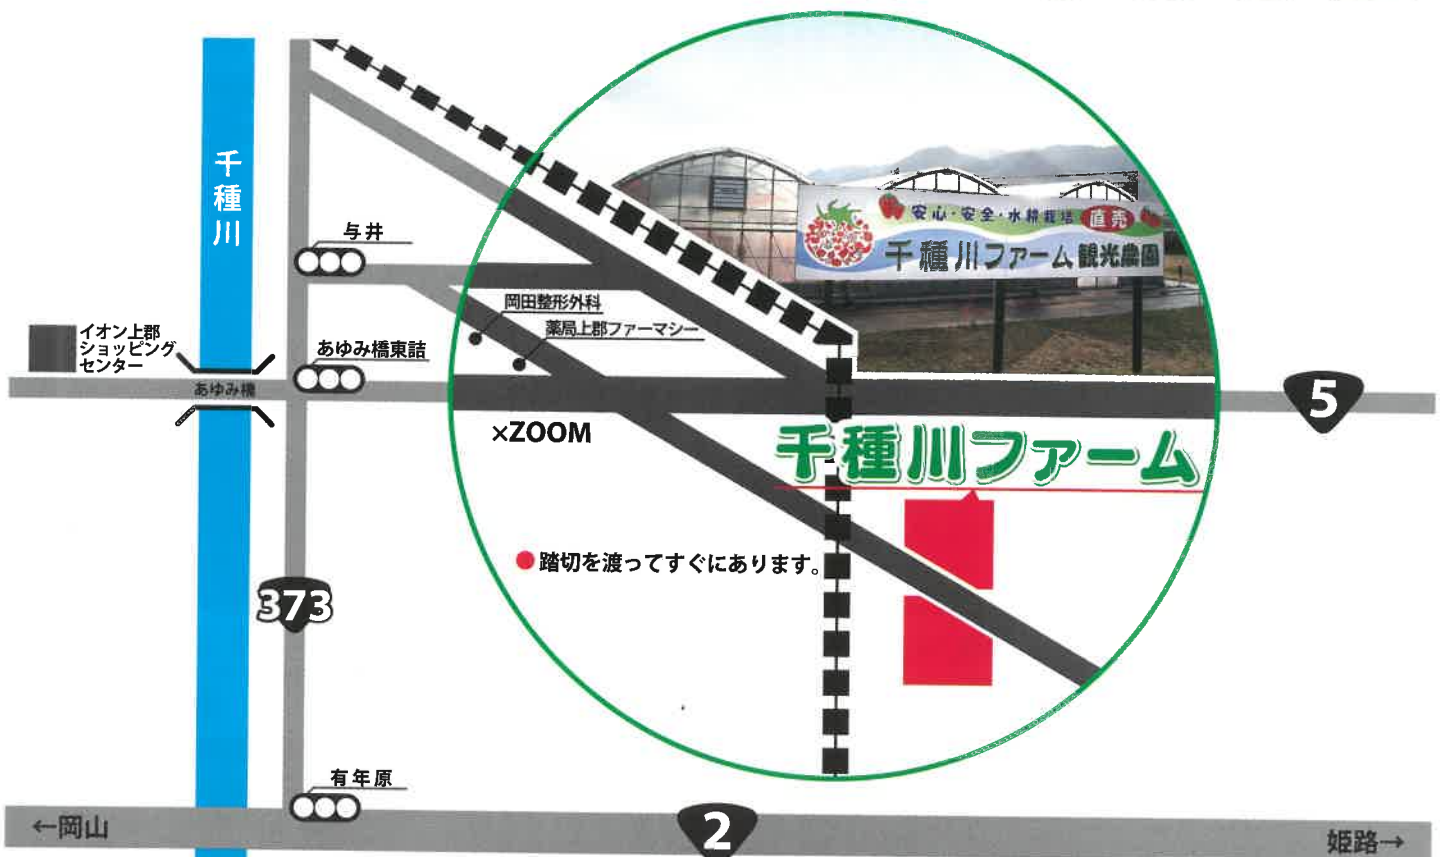 千種川
与井
岡田整形外科
薬局上郡ファーマシー
イオン上郡
ショッピング
センター
あゆみ橋東詰
あゆみ橋
安心・安全・水耕栽培 直売
千種川ファーム 観光農園
5
×ZOOM
千種川ファーム
●踏切を渡ってすぐにあります。
373
有年原
←岡山
2
姫路→